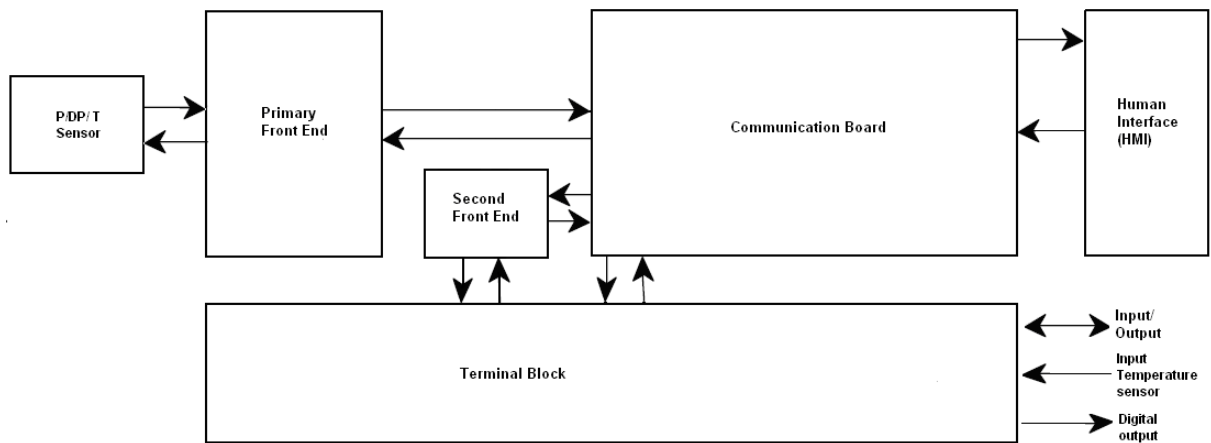 P/DP/ T
Sensor
Primary
Front End
Communication Board
Human
Interface
(HMI)
Second
Front End
Terminal Block
Input/
Output
Input
Temperature
sensor
Digital
output